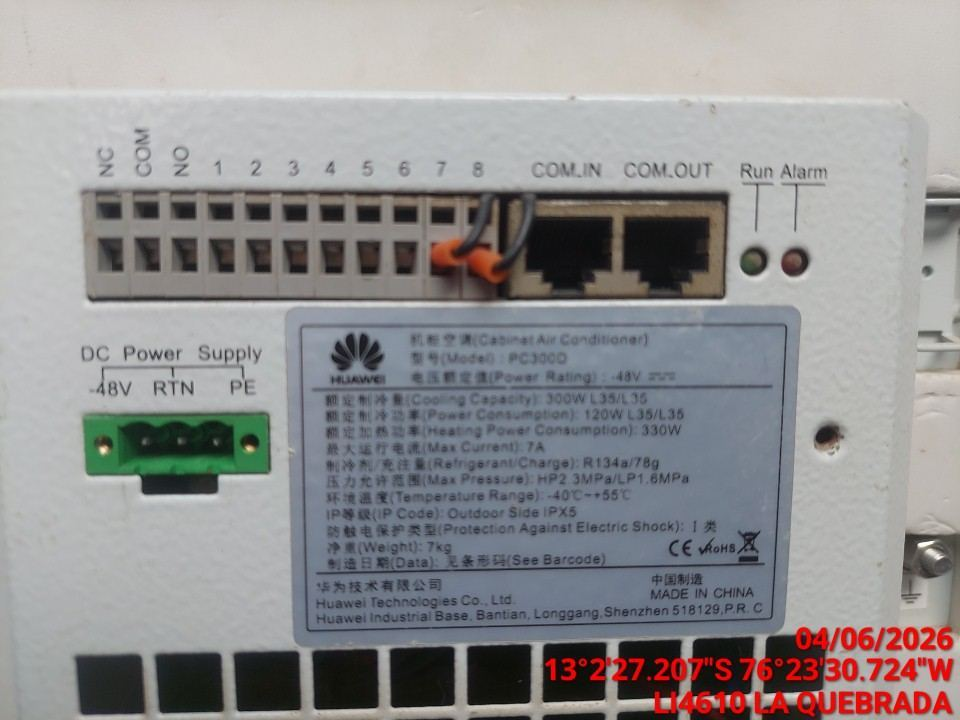 NC COM NO 1 2 3 4 5 6 7 8 COM.IN COM.OUT Run Alarm
DC Power Supply
-48V RTN PE
HUAWEI
机柜空调(Cabinet Air Conditioner)
型号(Model) : PC300D
电压额定值(Power Rating) : -48V
额定制冷量(Cooling Capacity): 300W L35/L35
额定制冷功率(Power Consumption): 120W L35/L35
额定加热功率(Heating Power Consumption): 330W
最大运行电流(Max Current): 7A
制冷剂/充注量(Refrigerant/Charge): R134a/78g
压力允许范围(Max Pressure): HP2.3MPa/LP1.6MPa
环境温度(Temperature Range): -40℃~+55℃
IP等级(IP Code): Outdoor Side IPX5
防触电保护类型(Protection Against Electric Shock): I 类
净重(Weight): 7kg
制造日期(Data): 见条形码(See Barcode)
CE RoHS
华为技术有限公司
Huawei Technologies Co., Ltd.
Huawei Industrial Base, Bantian, Longgang,Shenzhen 518129,P.R. C
中国制造
MADE IN CHINA
04/06/2026
13°2'27.207"S 76°23'30.724"W
LI4610 LA QUEBRADA